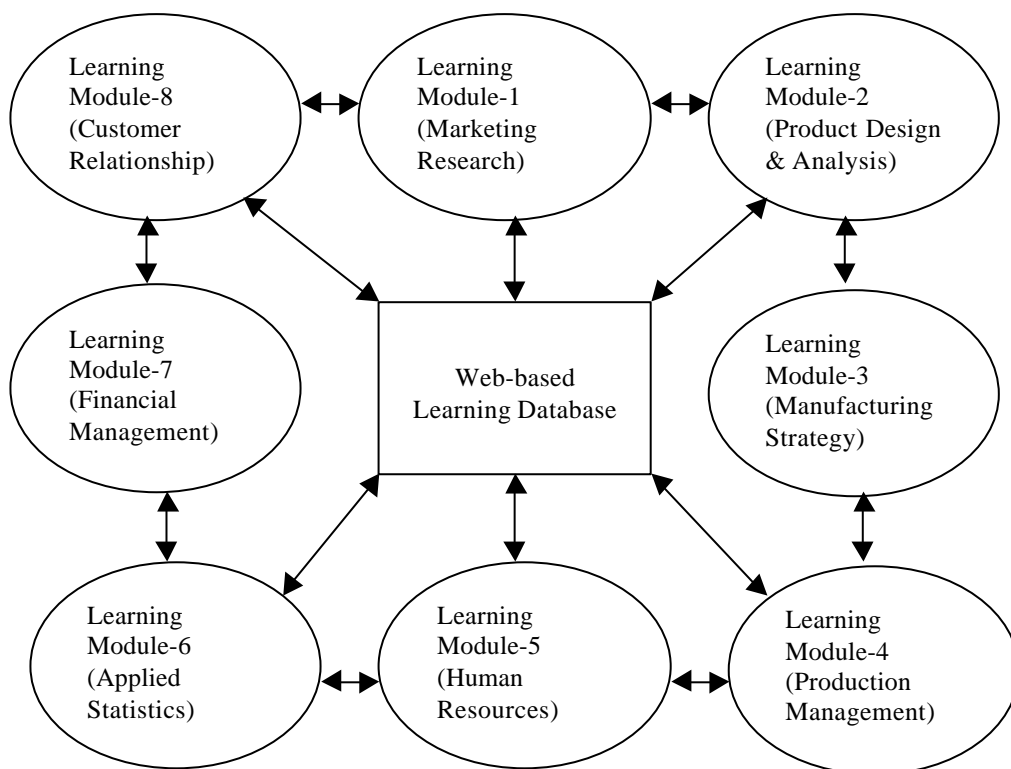 Learning
Module-8
(Customer
Relationship)
Learning
Module-1
(Marketing
Research)
Learning
Module-2
(Product Design
& Analysis)
Learning
Module-7
(Financial
Management)
Web-based
Learning Database
Learning
Module-3
(Manufacturing
Strategy)
Learning
Module-6
(Applied
Statistics)
Learning
Module-5
(Human
Resources)
Learning
Module-4
(Production
Management)